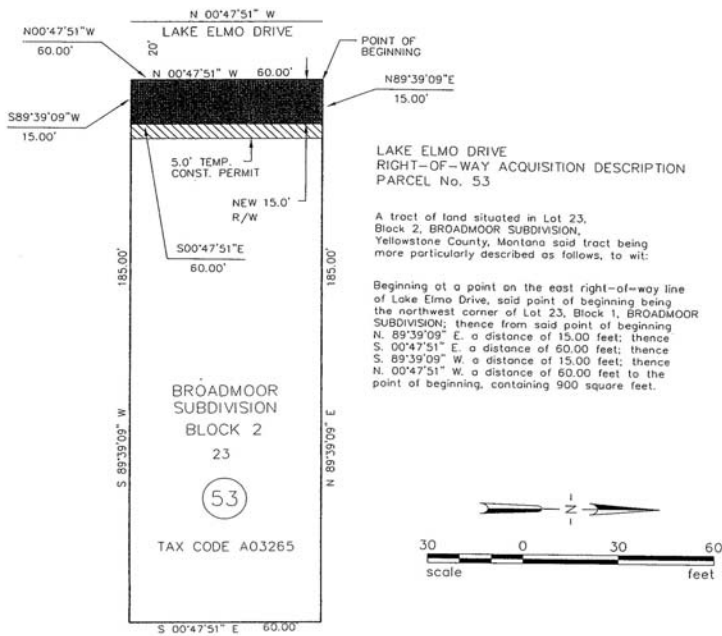 N 00°47'51" W
LAKE ELMO DRIVE
N00°47'51"W
60.00'
20'
POINT OF
BEGINNING
N 00°47'51" W 60.00'
N89°39'09"E
15.00'
S89°39'09"W
15.00'
5.0' TEMP.
CONST. PERMIT
NEW 15.0'
R/W
S00°47'51"E
60.00'
185.00'
185.00'
S 89°39'09" W
N 89°39'09" E
BROADMOOR
SUBDIVISION
BLOCK 2
23
53
TAX CODE A03265
S 00°47'51" E 60.00'
LAKE ELMO DRIVE
RIGHT-OF-WAY ACQUISITION DESCRIPTION
PARCEL No. 53
A tract of land situated in Lot 23,
Block 2, BROADMOOR SUBDIVISION,
Yellowstone County, Montana said tract being
more particularly described as follows, to wit:
Beginning at a point on the east right-of-way line
of Lake Elmo Drive, said point of beginning being
the northwest corner of Lot 23, Block 1, BROADMOOR
SUBDIVISION; thence from said point of beginning
N. 89°39'09" E. a distance of 15.00 feet; thence
S. 00°47'51" E. a distance of 60.00 feet; thence
S. 89°39'09" W. a distance of 15.00 feet; thence
N. 00°47'51" W. a distance of 60.00 feet to the
point of beginning, containing 900 square feet.
N
30 0 30 60
scale feet